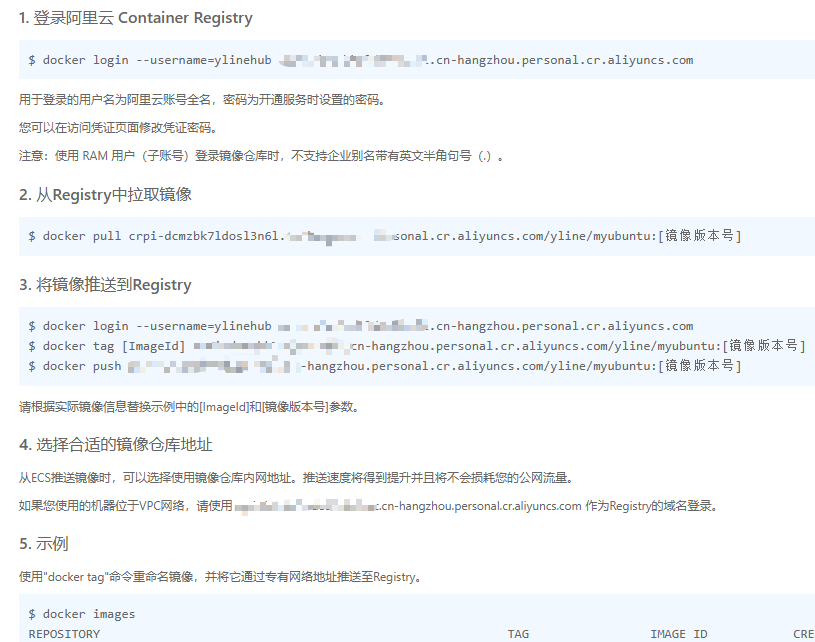 1. 登录阿里云 Container Registry
$ docker login --username=ylinehub .cn-hangzhou.personal.cr.aliyuncs.com
用于登录的用户名为阿里云账号全名，密码为开通服务时设置的密码。
您可以在访问凭证页面修改凭证密码。
注意：使用 RAM 用户（子账号）登录镜像仓库时，不支持企业别名带有英文半角句号（.）。
2. 从Registry中拉取镜像
$ docker pull crpi-dcmzbk7ldosl3n6l. sonal.cr.aliyuncs.com/yline/myubuntu:[镜像版本号]
3. 将镜像推送到Registry
$ docker login --username=ylinehub .cn-hangzhou.personal.cr.aliyuncs.com
$ docker tag [ImageId] cn-hangzhou.personal.cr.aliyuncs.com/yline/myubuntu:[镜像版本号]
$ docker push -hangzhou.personal.cr.aliyuncs.com/yline/myubuntu:[镜像版本号]
请根据实际镜像信息替换示例中的[ImageId]和[镜像版本号]参数。
4. 选择合适的镜像仓库地址
从ECS推送镜像时，可以选择使用镜像仓库内网地址。推送速度将得到提升并且将不会损耗您的公网流量。
如果您使用的机器位于VPC网络，请使用 .cn-hangzhou.personal.cr.aliyuncs.com 作为Registry的域名登录。
5. 示例
使用"docker tag"命令重命名镜像，并将它通过专有网络地址推送至Registry。
$ docker images
REPOSITORY TAG IMAGE ID CRE